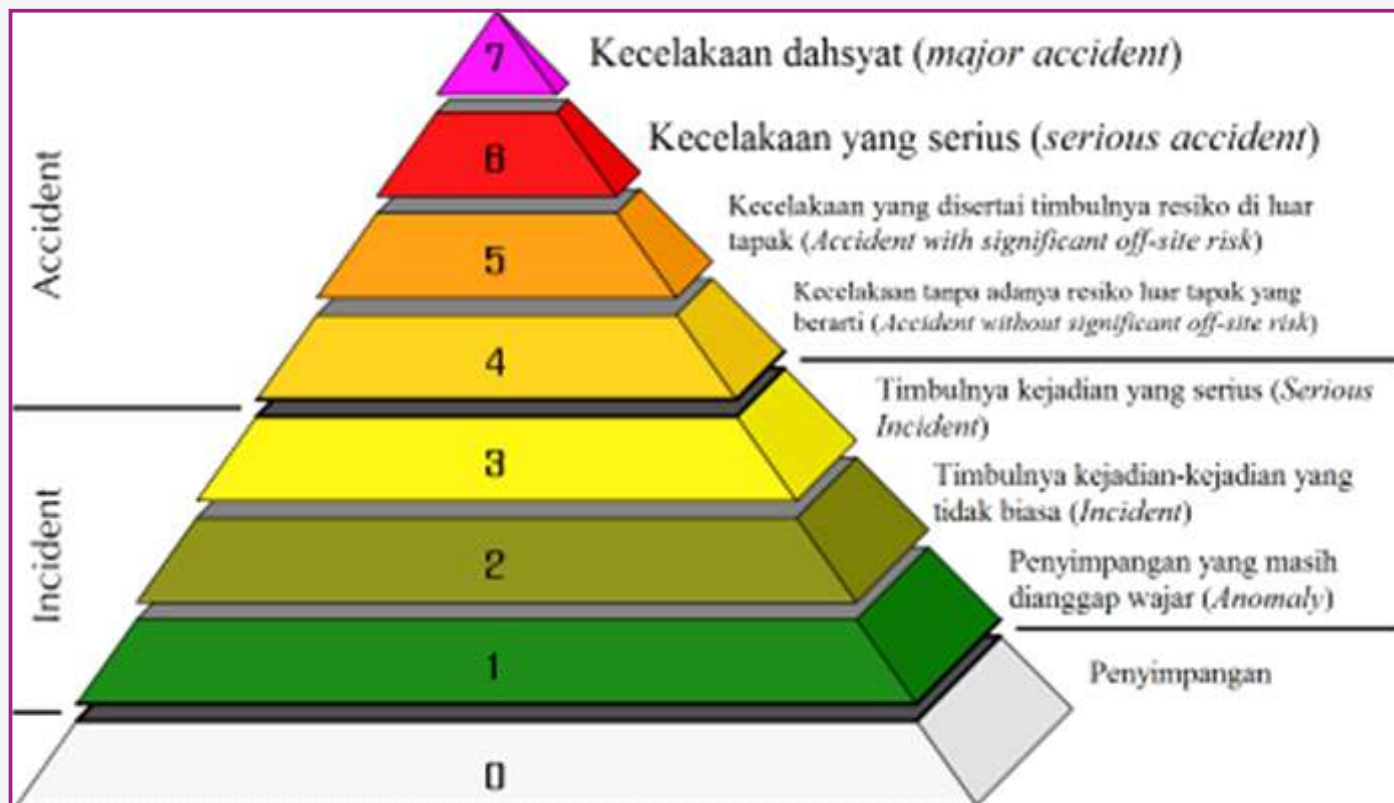 7
Kecelakaan dahsyat (major accident)
6
Kecelakaan yang serius (serious accident)
Accident
5
Kecelakaan yang disertai timbulnya resiko di luar
tapak (Accident with significant off-site risk)
4
Kecelakaan tanpa adanya resiko luar tapak yang
berarti (Accident without significant off-site risk)
3
Timbulnya kejadian yang serius (Serious
Incident)
Incident
2
Timbulnya kejadian-kejadian yang
tidak biasa (Incident)
1
Penyimpangan yang masih
dianggap wajar (Anomaly)
0
Penyimpangan